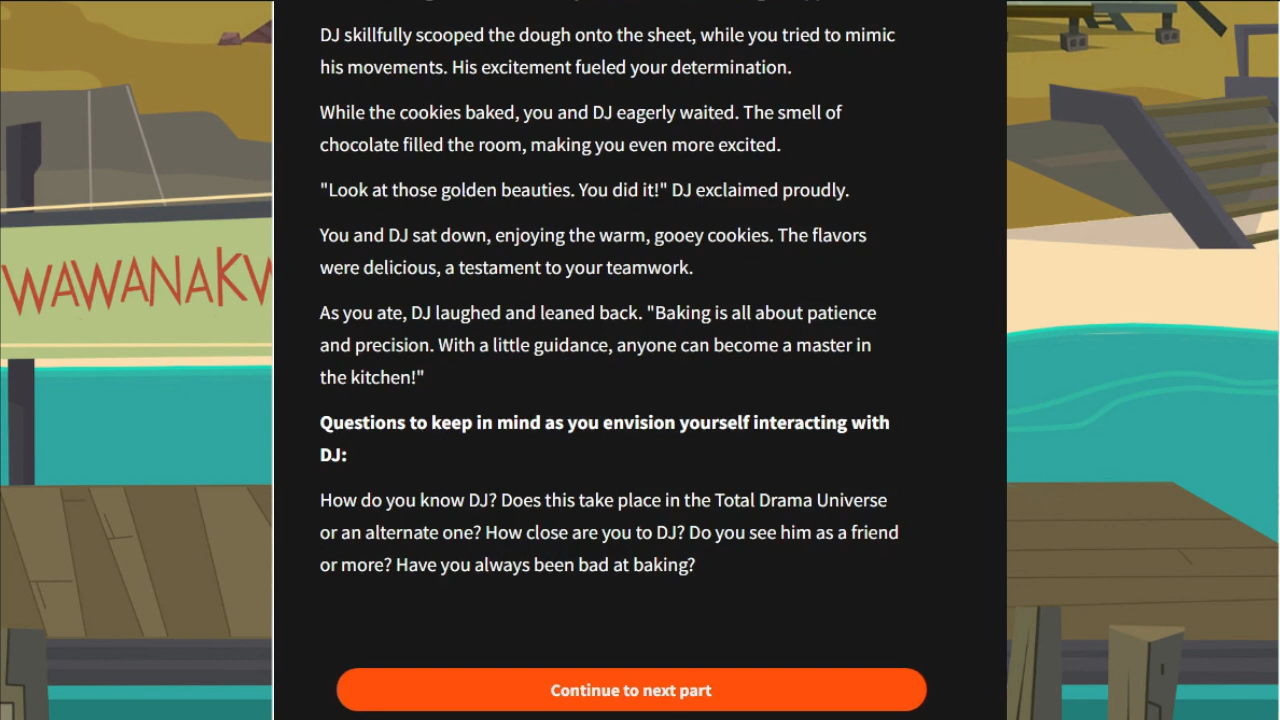 DJ skillfully scooped the dough onto the sheet, while you tried to mimic
his movements. His excitement fueled your determination.
While the cookies baked, you and DJ eagerly waited. The smell of
chocolate filled the room, making you even more excited.
"Look at those golden beauties. You did it!" DJ exclaimed proudly.
You and DJ sat down, enjoying the warm, gooey cookies. The flavors
were delicious, a testament to your teamwork.
As you ate, DJ laughed and leaned back. "Baking is all about patience
and precision. With a little guidance, anyone can become a master in
the kitchen!"
Questions to keep in mind as you envision yourself interacting with
DJ:
How do you know DJ? Does this take place in the Total Drama Universe
or an alternate one? How close are you to DJ? Do you see him as a friend
or more? Have you always been bad at baking?
Continue to next part
WAWANAKW